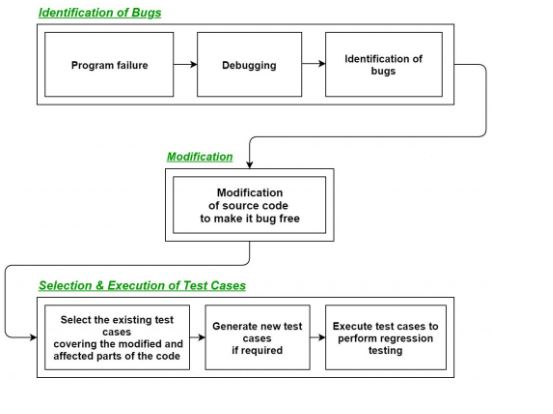 Identification of Bugs
Program failure
Debugging
Identification of
bugs
Modification
Modification
of source code
to make it bug free
Selection & Execution of Test Cases
Select the existing test
cases
covering the modified and
affected parts of the code
Generate new test
cases
if required
Execute test cases to
perform regression
testing